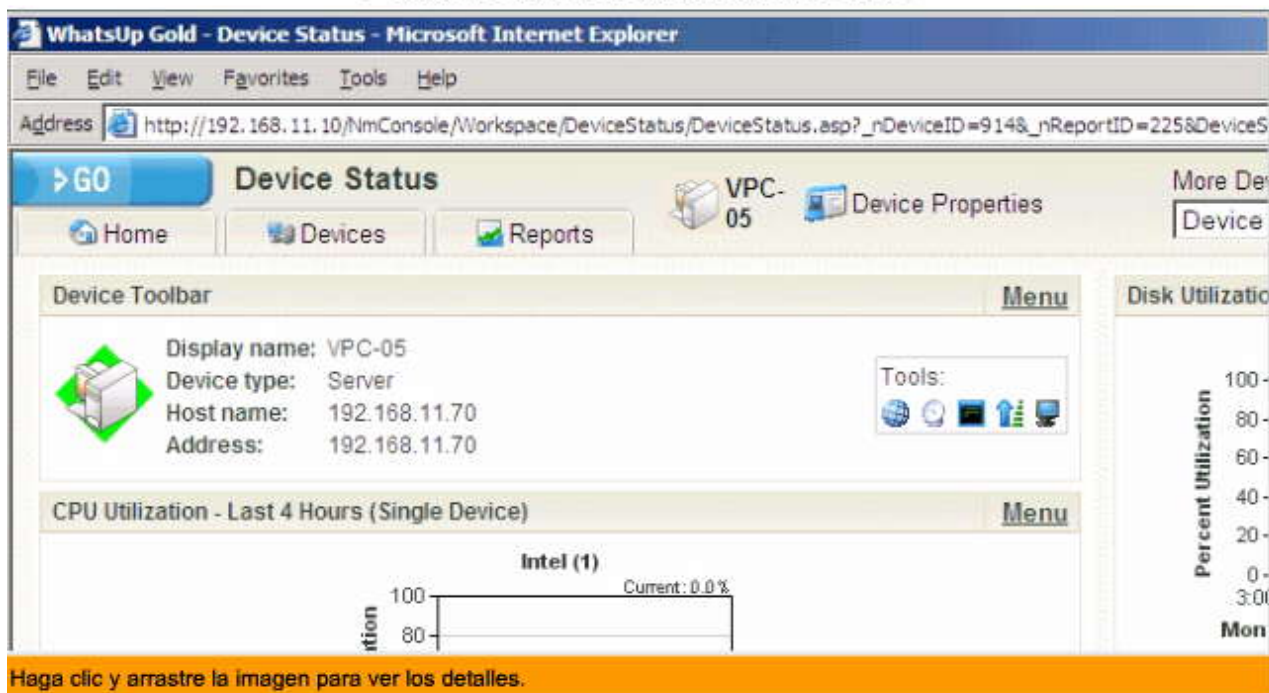 WhatsUp Gold - Device Status - Microsoft Internet Explorer
File Edit View Favorites Tools Help
Address http://192.168.11.10/NmConsole/Workspace/DeviceStatus/DeviceStatus.asp?_nDeviceID=914&_nReportID=225&DeviceS
GO
Device Status
VPC-05
Device Properties
More De
Device
Home
Devices
Reports
Device Toolbar
Menu
Display name: VPC-05
Device type: Server
Host name: 192.168.11.70
Address: 192.168.11.70
Tools:
CPU Utilization - Last 4 Hours (Single Device)
Menu
Intel (1)
Current: 0.0 %
100
80
tion
Disk Utilizatio
Percent Utilization
100
80
60
40
20
0
3:00
Mon
Haga clic y arrastre la imagen para ver los detalles.